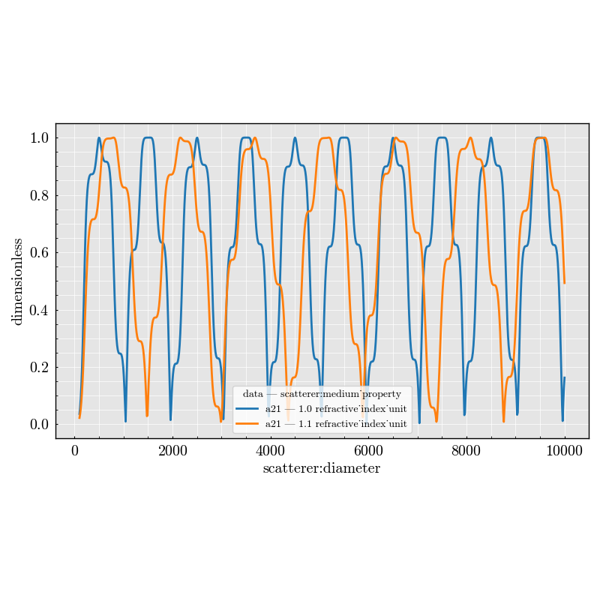 1.0
0.8
0.6
0.4
0.2
0.0
dimensionless
data — scatterer:medium˙property
a21 — 1.0 refractive˙index˙unit
a21 — 1.1 refractive˙index˙unit
0 2000 4000 6000 8000 10000
scatterer:diameter